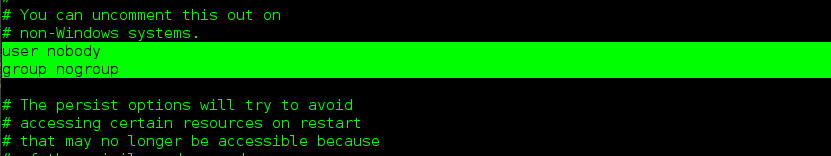 # You can uncomment this out on
# non-Windows systems.
user nobody
group nogroup
# The persist options will try to avoid
# accessing certain resources on restart
# that may no longer be accessible because